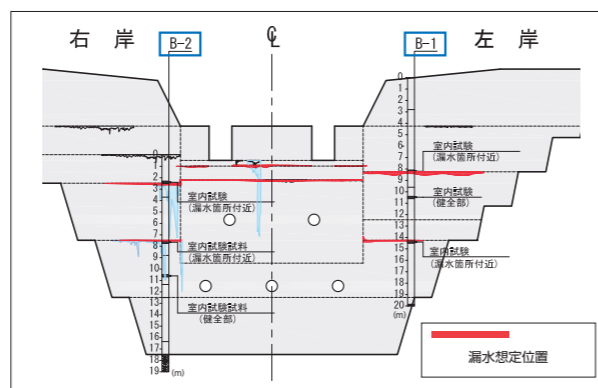 右 岸
B-2
℄
B-1
左 岸
0
1
2
3
4
5
6
7
8
9
10
11
12
13
14
15
16
17
18
19
(m)
0
1
2
3
4
5
6
7
8
9
10
11
12
13
14
15
16
17
18
19
20
(m)
室内試験
(漏水箇所付近)
室内試験試料
(漏水箇所付近)
室内試験試料
(健全部)
室内試験
(漏水箇所付近)
室内試験
(健全部)
室内試験
(漏水箇所付近)
漏水想定位置